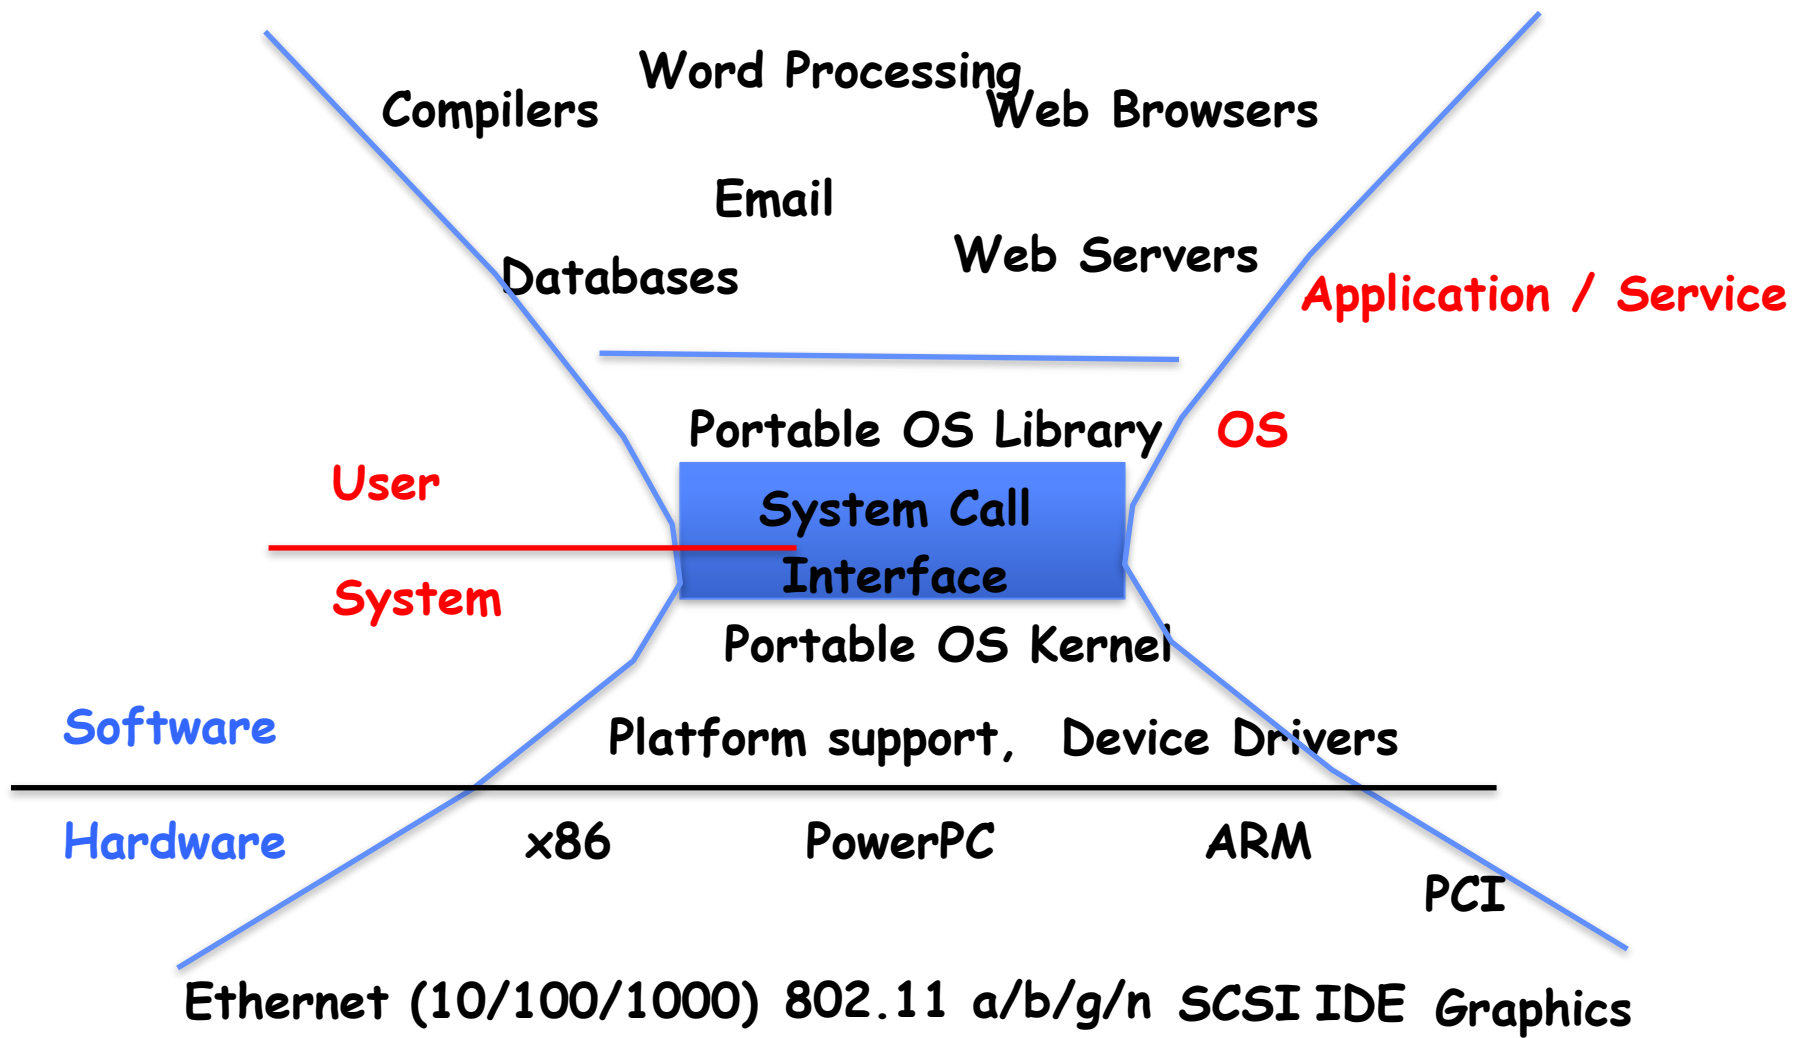 Word Processing
Compilers
Web Browsers
Email
Web Servers
Databases
Application / Service
Portable OS Library
OS
User
System Call
Interface
System
Portable OS Kernel
Software
Platform support, Device Drivers
Hardware
x86
PowerPC
ARM
PCI
Ethernet (10/100/1000) 802.11 a/b/g/n SCSI IDE Graphics